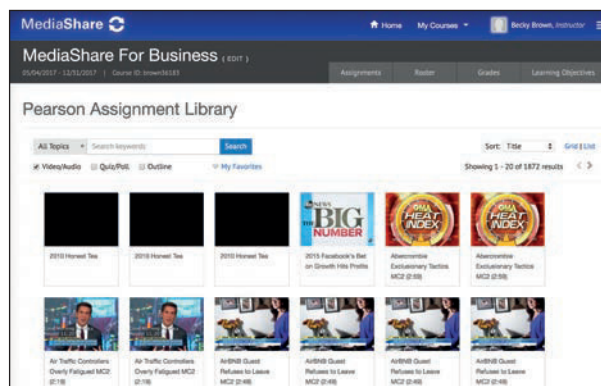 MediaShare
Home My Courses Becky Brown, Instructor
MediaShare For Business ( EDIT )
05/04/2017 - 12/31/2017 | Course ID: brown36183
Assignments Roster Grades Learning Objectives
Pearson Assignment Library
All Topics Search keywords Search Sort: Title Grid | List
Video/Audio Quiz/Poll Outline My Favorites Showing 1 - 20 of 1872 results
2010 Honest Tea 2010 Honest Tea 2010 Honest Tea 2015 Facebook's Bet on Growth Hits Profits Abercrombie Exclusionary Tactics MC2 (2:59) Abercrombie Exclusionary Tactics MC2 (2:59)
NEWS
THE BIG NUMBER
GMA HEAT INDEX
GMA HEAT INDEX
Air Traffic Controllers Overly Fatigued MC2 (2:19) Air Traffic Controllers Overly Fatigued MC2 (2:19) AirBNB Guest Refuses to Leave MC2 (2:49) AirBNB Guest Refuses to Leave MC2 (2:49) AirBNB Guest Refuses to Leave MC2 (2:49) AirBNB Guest Refuses to Leave MC2 (2:49)